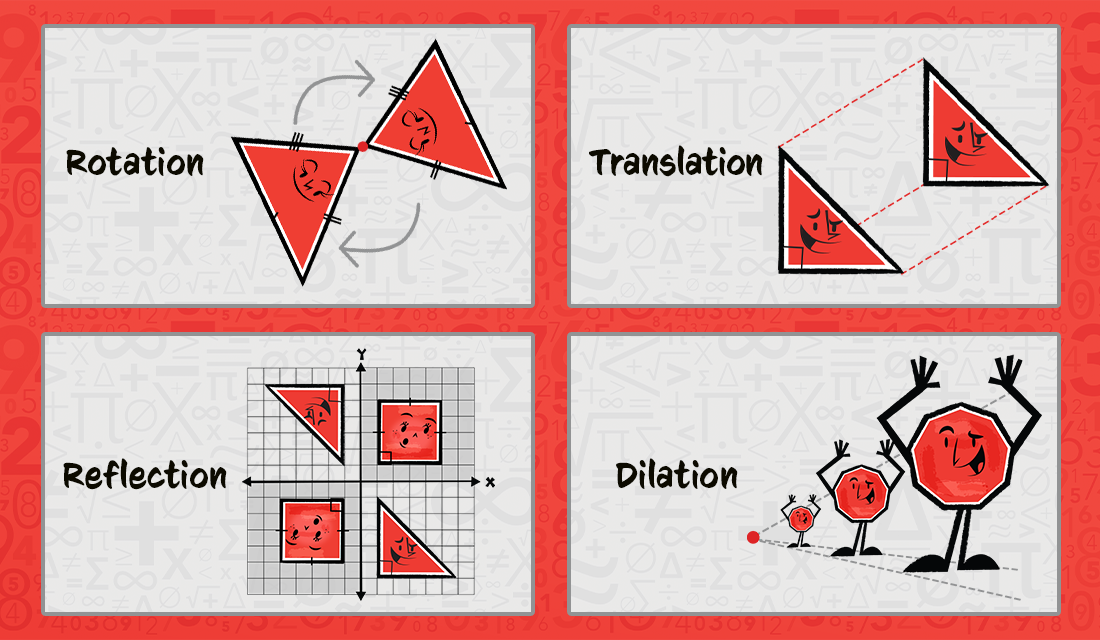 Rotation
Translation
Y
Reflection
X
Dilation